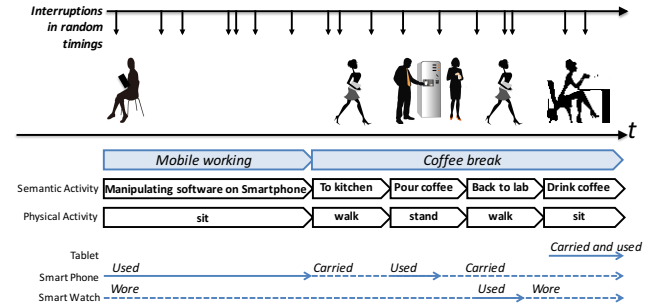 Interruptions
in random
timings
t
Mobile working Coffee break
Semantic Activity Manipulating software on Smartphone To kitchen Pour coffee Back to lab Drink coffee
Physical Activity sit walk stand walk sit
Tablet Carried and used
Smart Phone Used Carried Used Carried
Smart Watch Wore Used Wore